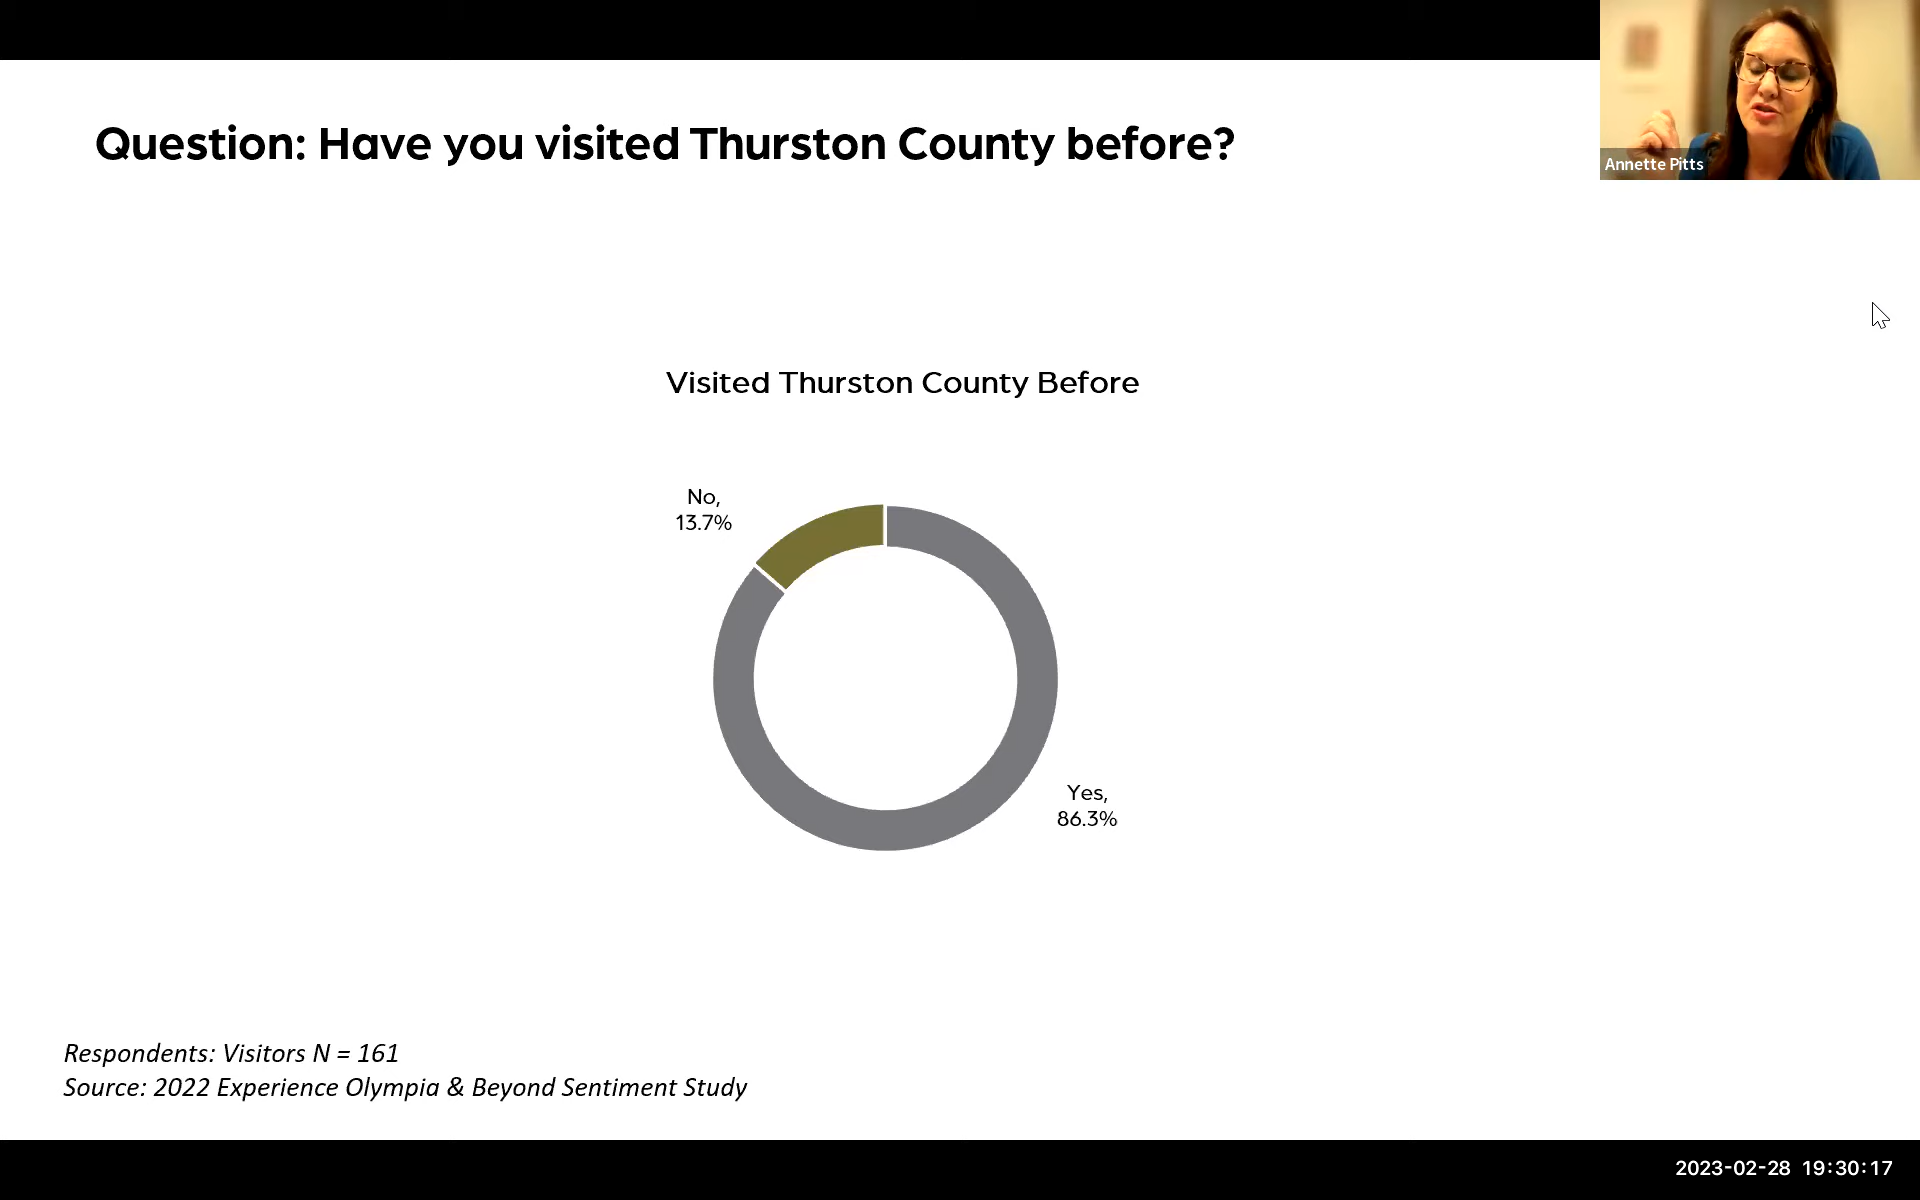 Question: Have you visited Thurston County before?
Annette Pitts
Visited Thurston County Before
No,
13.7%
Yes,
86.3%
Respondents: Visitors N = 161
Source: 2022 Experience Olympia & Beyond Sentiment Study
2023-02-28 19:30:17